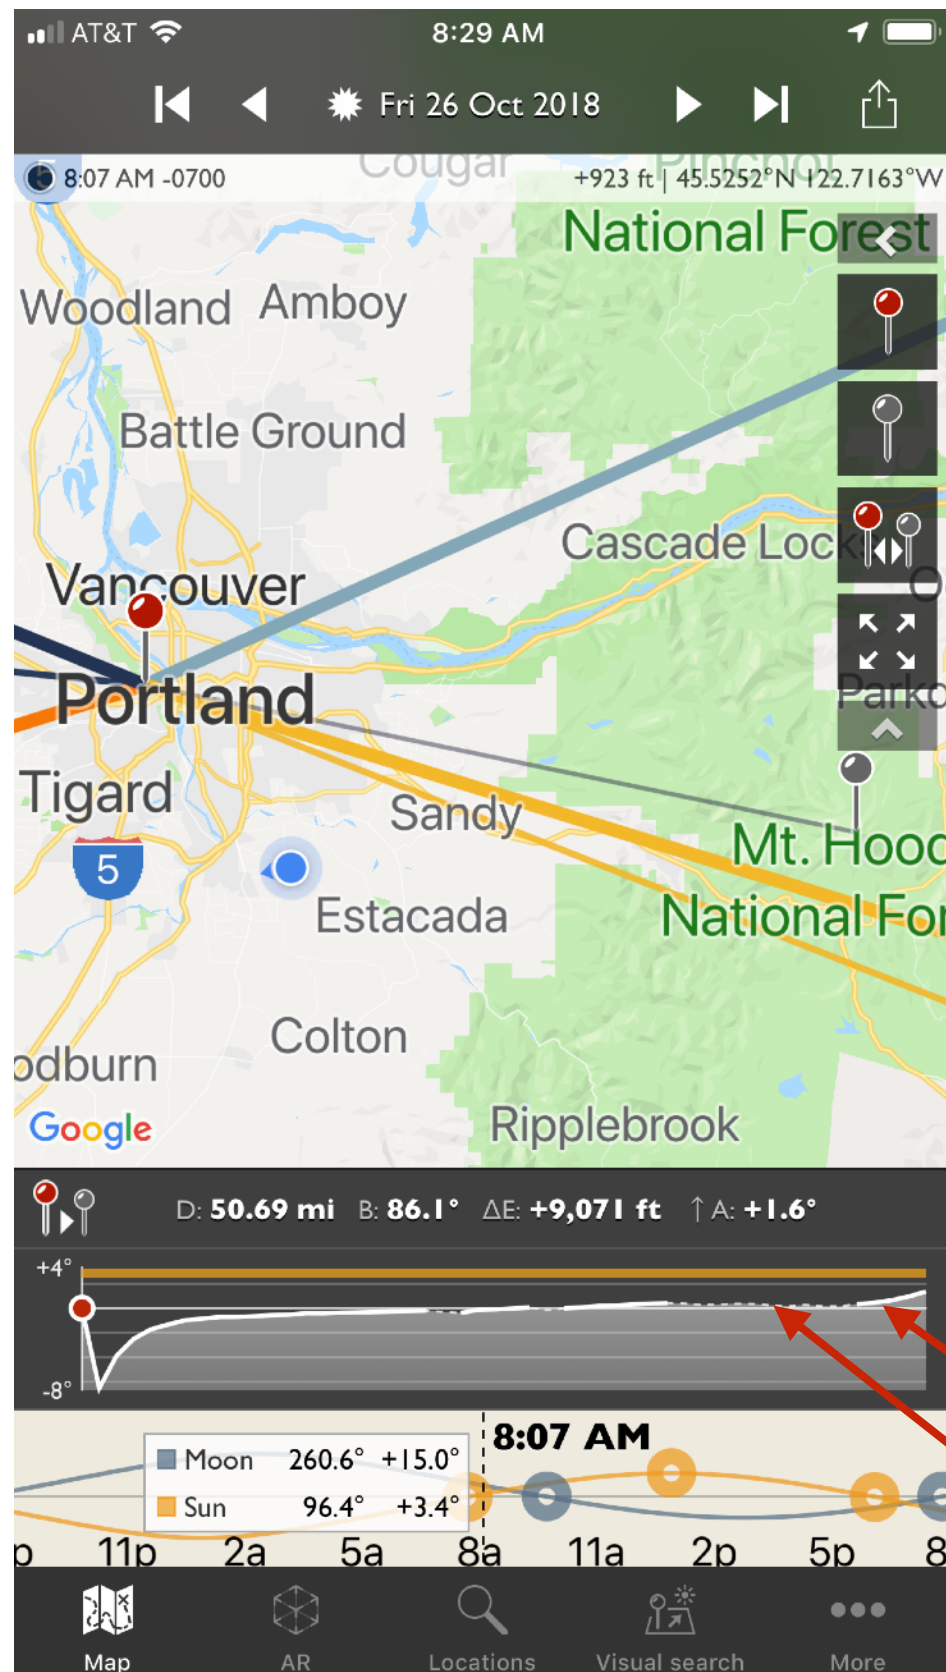 AT&T 8:29 AM
Fri 26 Oct 2018
8:07 AM -0700 +923 ft | 45.5252°N 122.7163°W
Cougar Pinchot
National Forest
Woodland Amboy
Battle Ground
Cascade Lock
Vancouver
Portland
Parkd
Tigard
Sandy
5
Mt. Hood
Estacada
National For
Colton
odburn
Google
Ripplebrook
D: 50.69 mi B: 86.1° ΔE: +9,071 ft ↑ A: +1.6°
+4°
-8°
8:07 AM
Moon 260.6° +15.0°
Sun 96.4° +3.4°
p 11p 2a 5a 8a 11a 2p 5p 8
Map AR Locations Visual search More